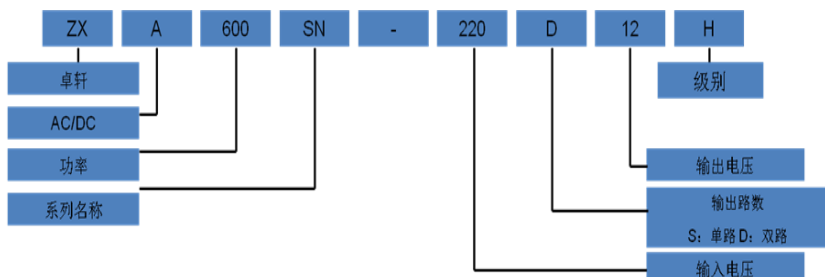 ZX A 600 SN - 220 D 12 H
卓轩
级别
AC/DC
功率
输出电压
系列名称
输出路数
S：单路 D：双路
输入电压